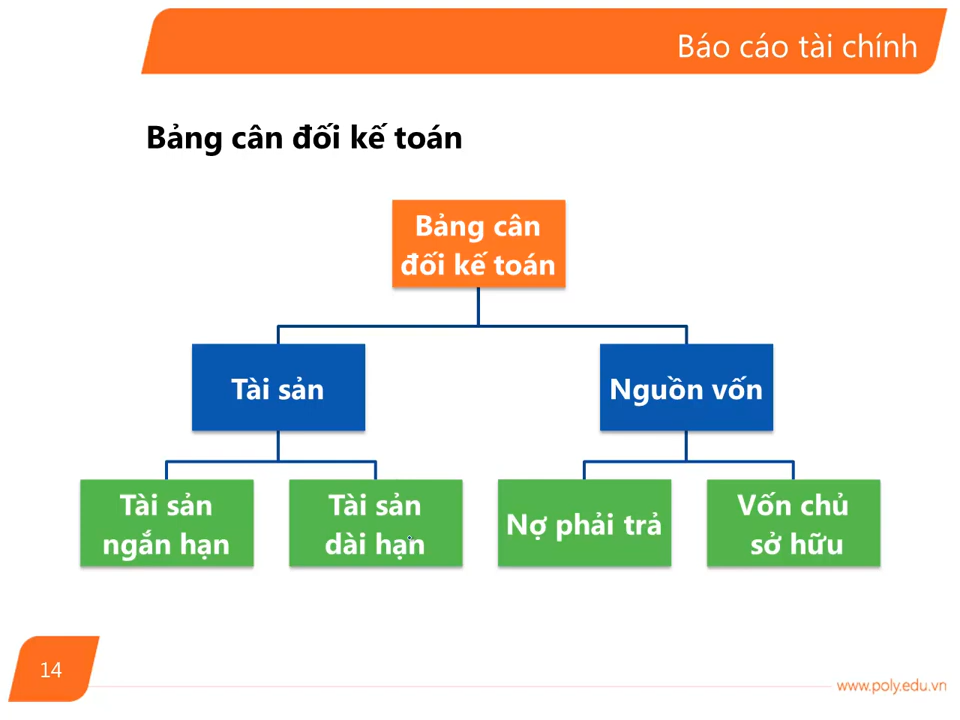 Báo cáo tài chính
Bảng cân đối kế toán
Bảng cân
đối kế toán
Tài sản
Nguồn vốn
Tài sản
ngắn hạn
Tài sản
dài hạn
Nợ phải trả
Vốn chủ
sở hữu
14
www.poly.edu.vn